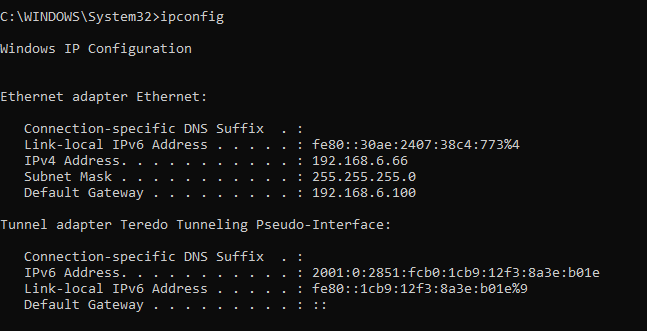 C:\WINDOWS\System32>ipconfig
Windows IP Configuration
Ethernet adapter Ethernet:
Connection-specific DNS Suffix . :
Link-local IPv6 Address . . . . . : fe80::30ae:2407:38c4:773%4
IPv4 Address. . . . . . . . . . . : 192.168.6.66
Subnet Mask . . . . . . . . . . . : 255.255.255.0
Default Gateway . . . . . . . . . : 192.168.6.100
Tunnel adapter Teredo Tunneling Pseudo-Interface:
Connection-specific DNS Suffix . :
IPv6 Address. . . . . . . . . . . : 2001:0:2851:fcb0:1cb9:12f3:8a3e:b01e
Link-local IPv6 Address . . . . . : fe80::1cb9:12f3:8a3e:b01e%9
Default Gateway . . . . . . . . . : ::